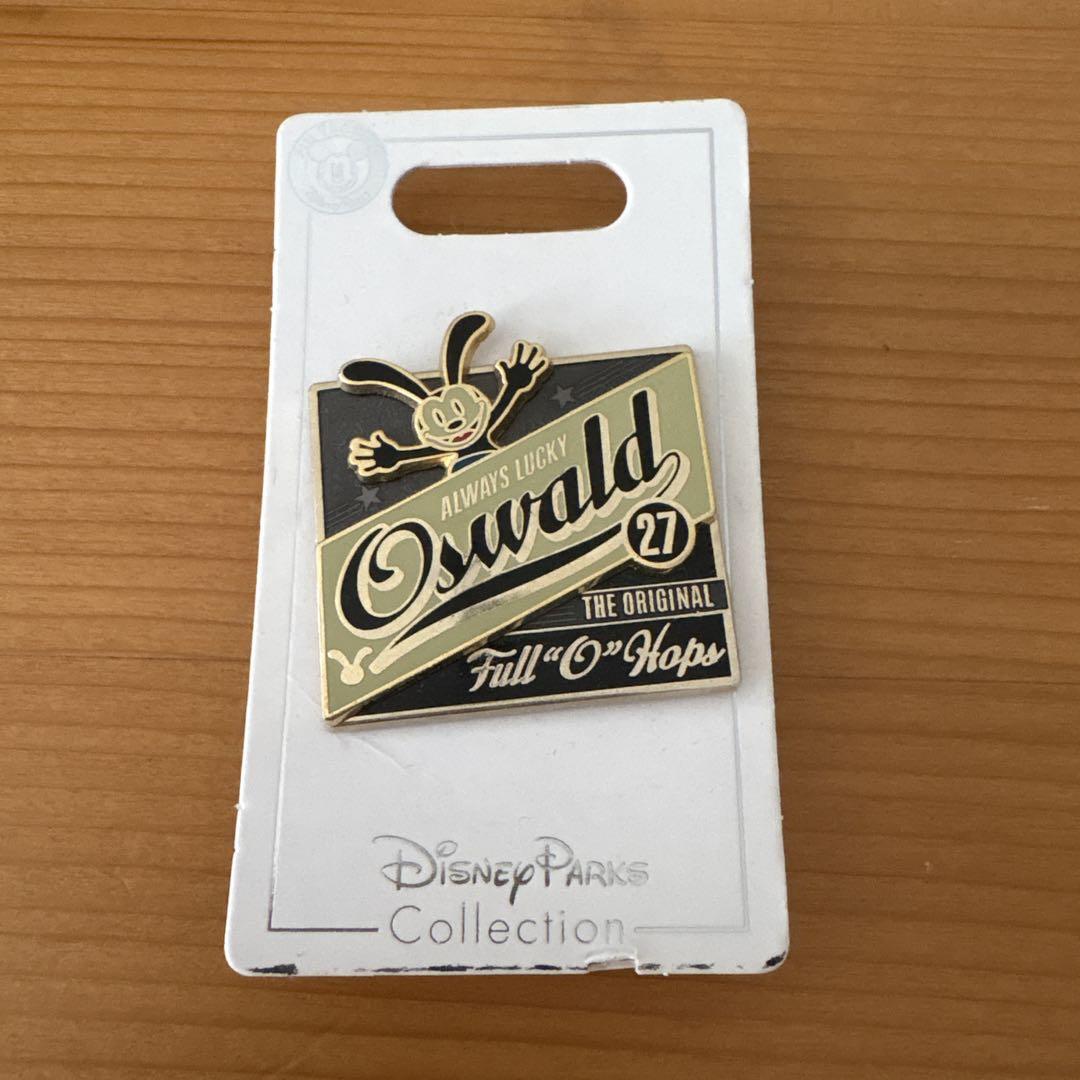 ALWAYS LUCKY
Oswald
27
THE ORIGINAL
Full "O" Hops
Disney Parks
Collection